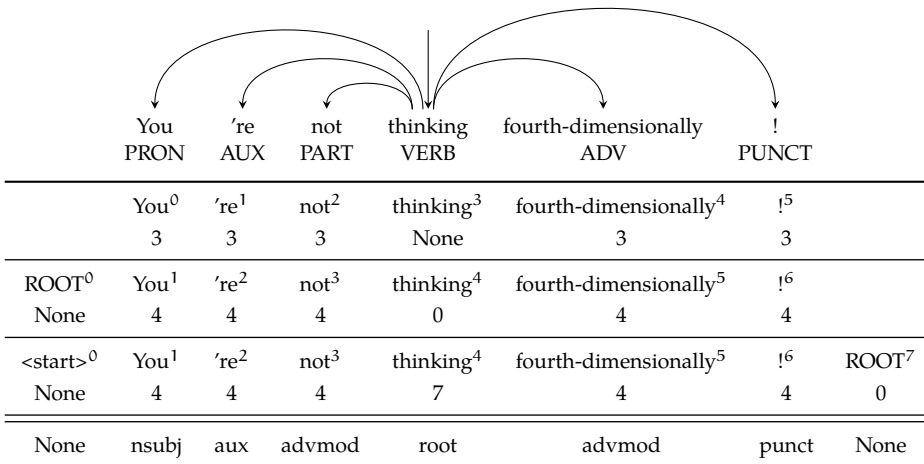 You 're not thinking fourth-dimensionally !
PRON AUX PART VERB ADV PUNCT
You⁰ 're¹ not² thinking³ fourth-dimensionally⁴ !⁵
3 3 3 None 3 3
ROOT⁰ You¹ 're² not³ thinking⁴ fourth-dimensionally⁵ !⁶
None 4 4 4 0 4 4
<start>⁰ You¹ 're² not³ thinking⁴ fourth-dimensionally⁵ !⁶ ROOT⁷
None 4 4 4 7 4 4 0
None nsubj aux advmod root advmod punct None